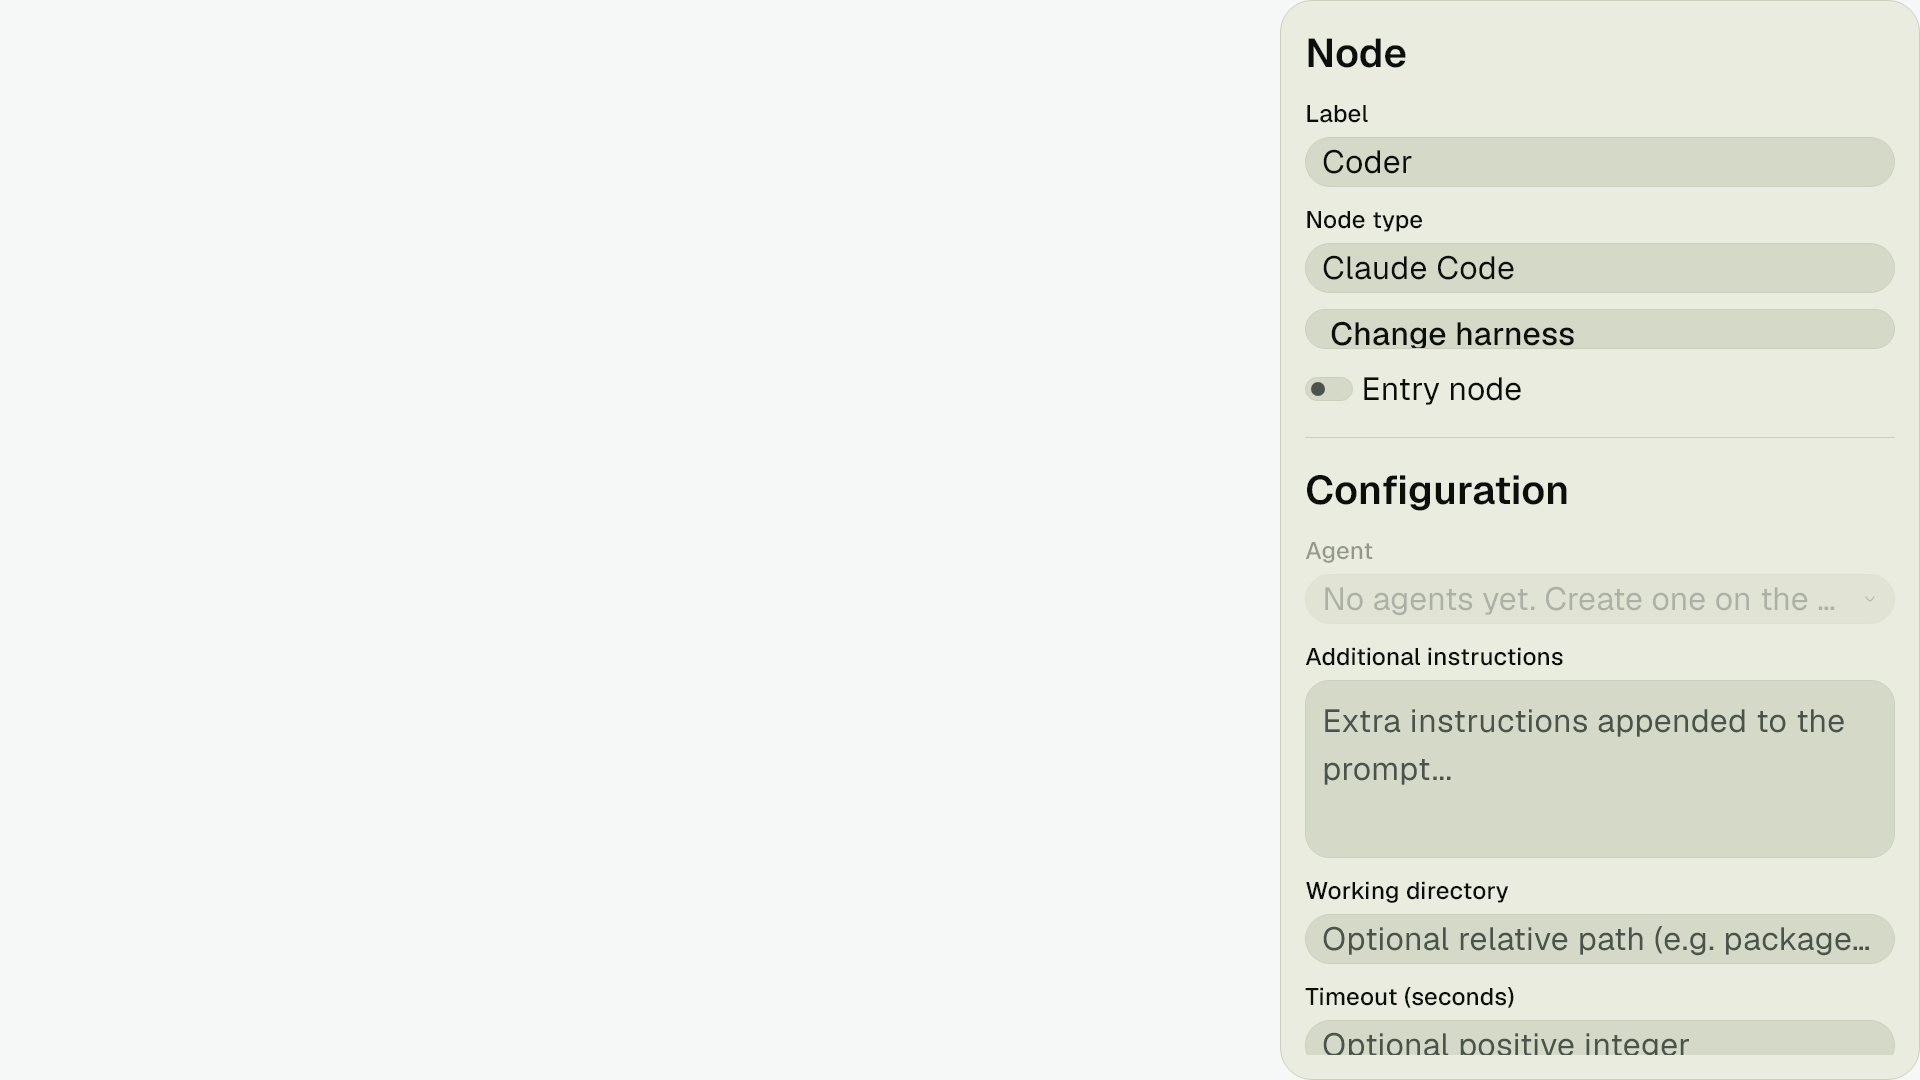 Node
Label
Coder
Node type
Claude Code
Change harness
Entry node
Configuration
Agent
No agents yet. Create one on the ...
Additional instructions
Extra instructions appended to the
prompt...
Working directory
Optional relative path (e.g. package...
Timeout (seconds)
Optional positive integer